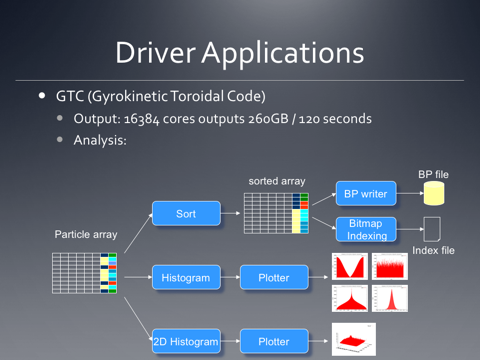 Driver Applications
GTC (Gyrokinetic Toroidal Code)
Output: 16384 cores outputs 260GB / 120 seconds
Analysis:
BP file
sorted array
BP writer
Sort
Bitmap
Indexing
Particle array
Index file
Histogram
Plotter
2D Histogram
Plotter